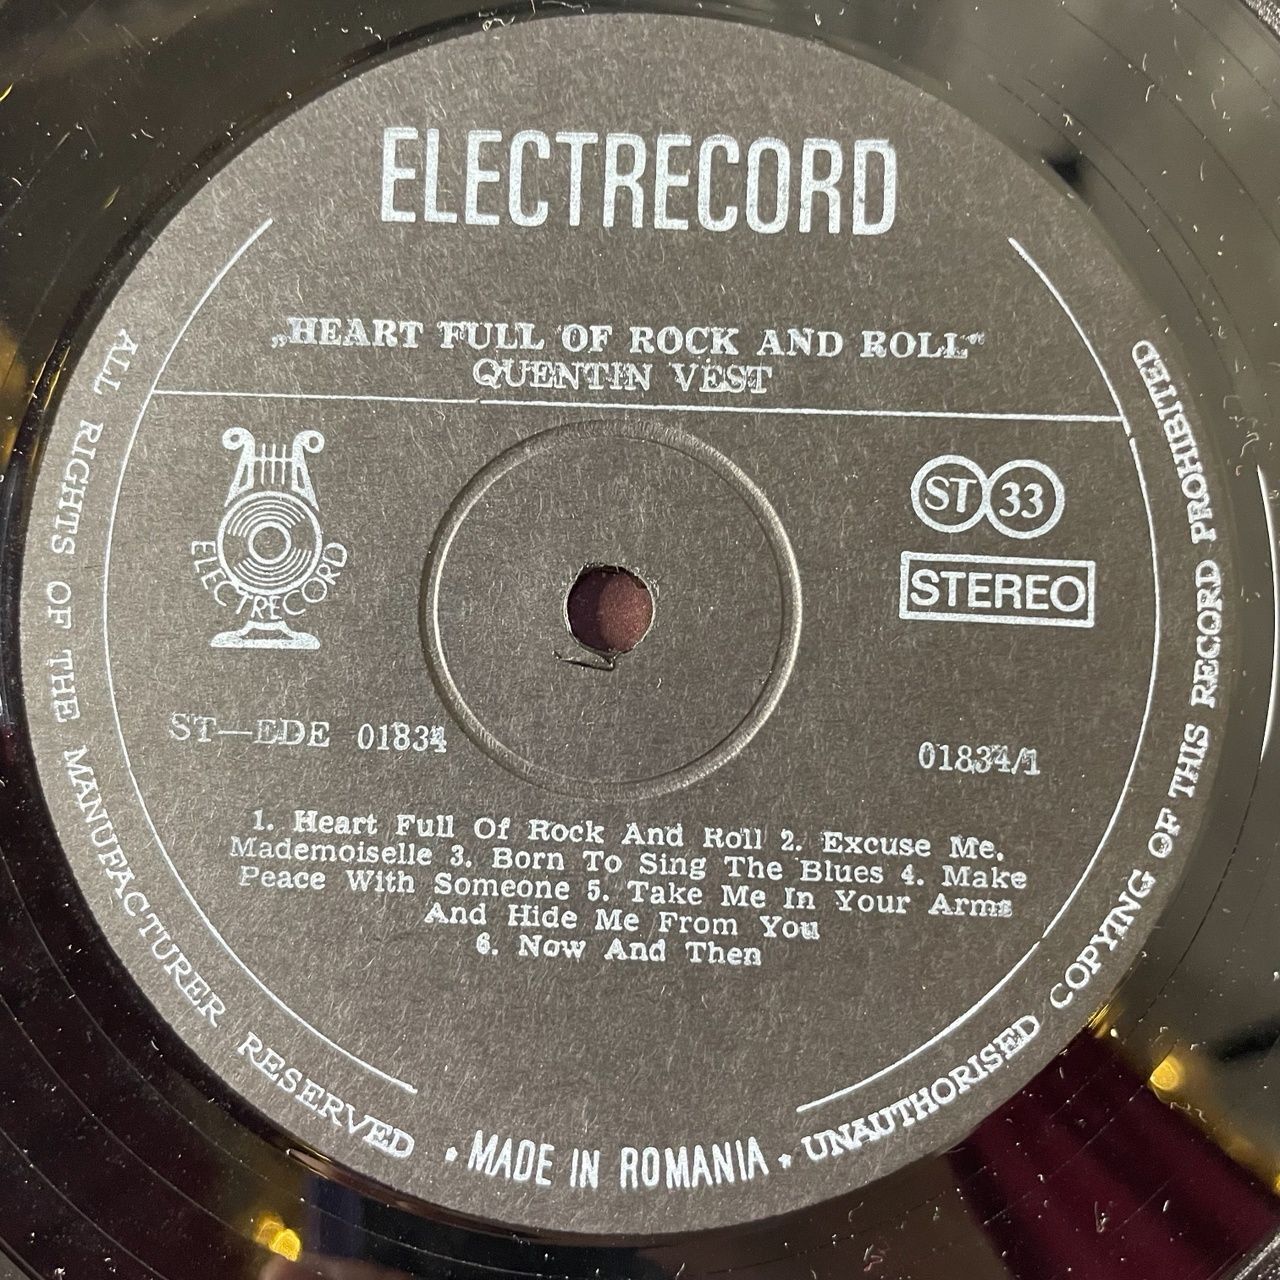 ELECTRECORD
„HEART FULL OF ROCK AND ROLL“
QUENTIN VEST
ELECTRECORD
ST 33
STEREO
ST—EDE 01834
01834/1
1. Heart Full Of Rock And Roll 2. Excuse Me,
Mademoiselle 3. Born To Sing The Blues 4. Make
Peace With Someone 5. Take Me In Your Arms
And Hide Me From You
6. Now And Then
ALL RIGHTS OF THE MANUFACTURER RESERVED
* MADE IN ROMANIA *
UNAUTHORISED COPYING OF THIS RECORD PROHIBITED